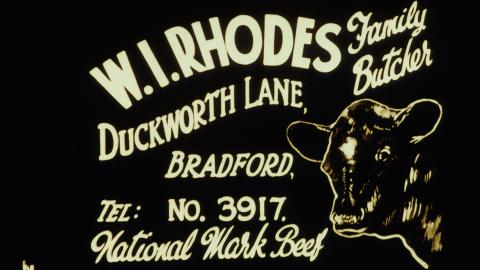 W. I. RHODES
Family
Butcher
DUCKWORTH LANE,
BRADFORD,
TEL: NO. 3917.
National Mark Beef